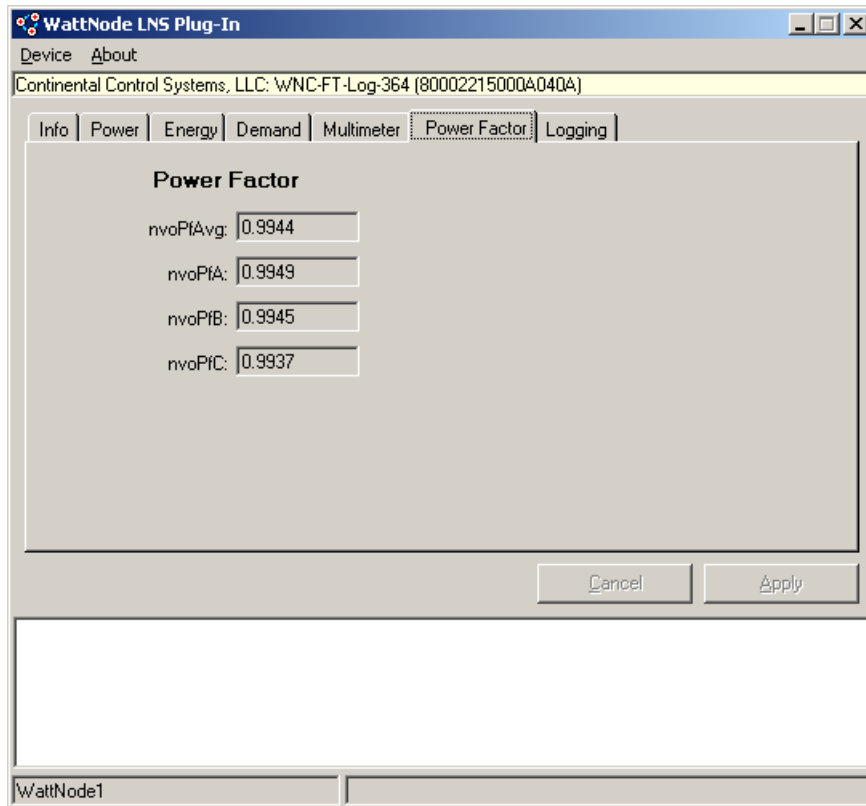 WattNode LNS Plug-In
Device About
Continental Control Systems, LLC: WNC-FT-Log-364 (80002215000A040A)
Info Power Energy Demand Multimeter Power Factor Logging
Power Factor
nvoPfAvg: 0.9944
nvoPfA: 0.9949
nvoPfB: 0.9945
nvoPfC: 0.9937
Cancel Apply
WattNode1